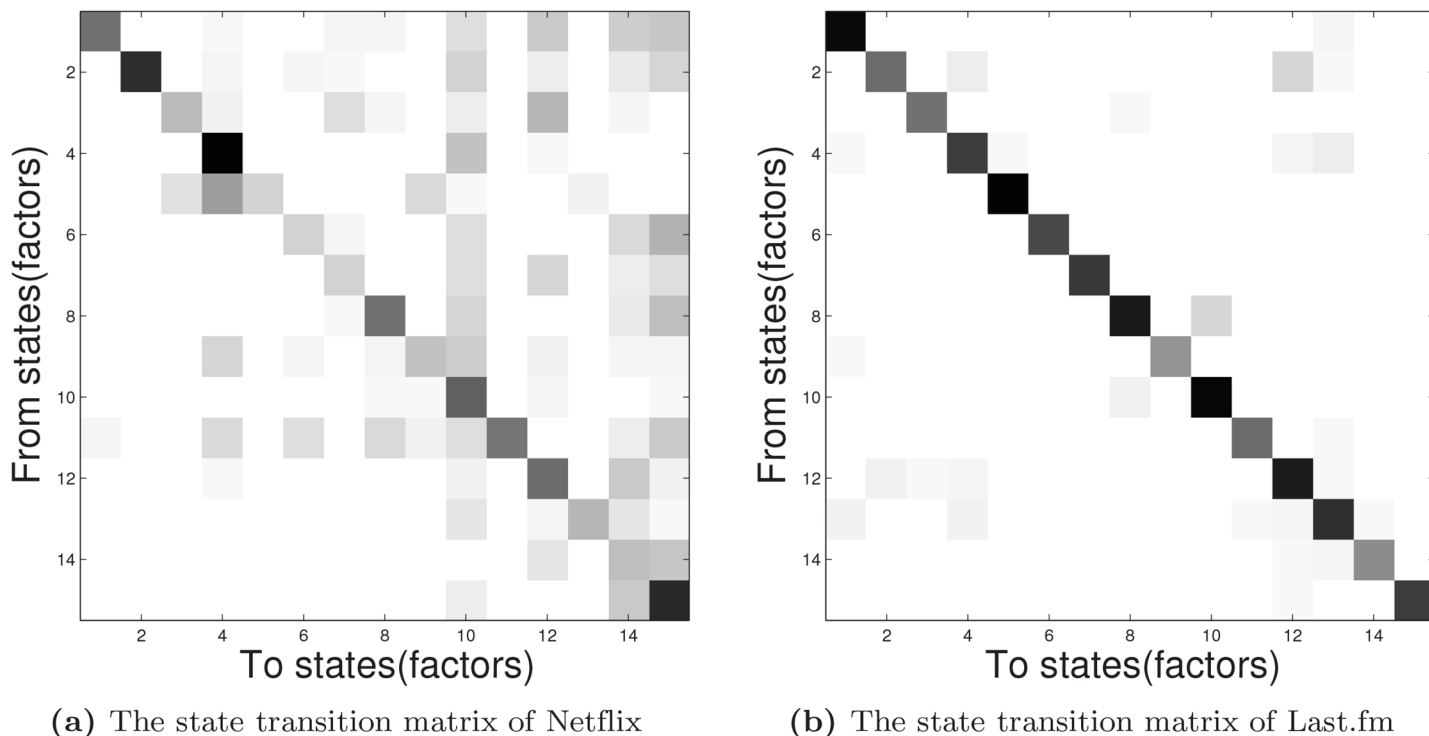 From states(factors)
2
4
6
8
10
12
14
2 4 6 8 10 12 14
To states(factors)
(a) The state transition matrix of Netflix
From states(factors)
2
4
6
8
10
12
14
2 4 6 8 10 12 14
To states(factors)
(b) The state transition matrix of Last.fm